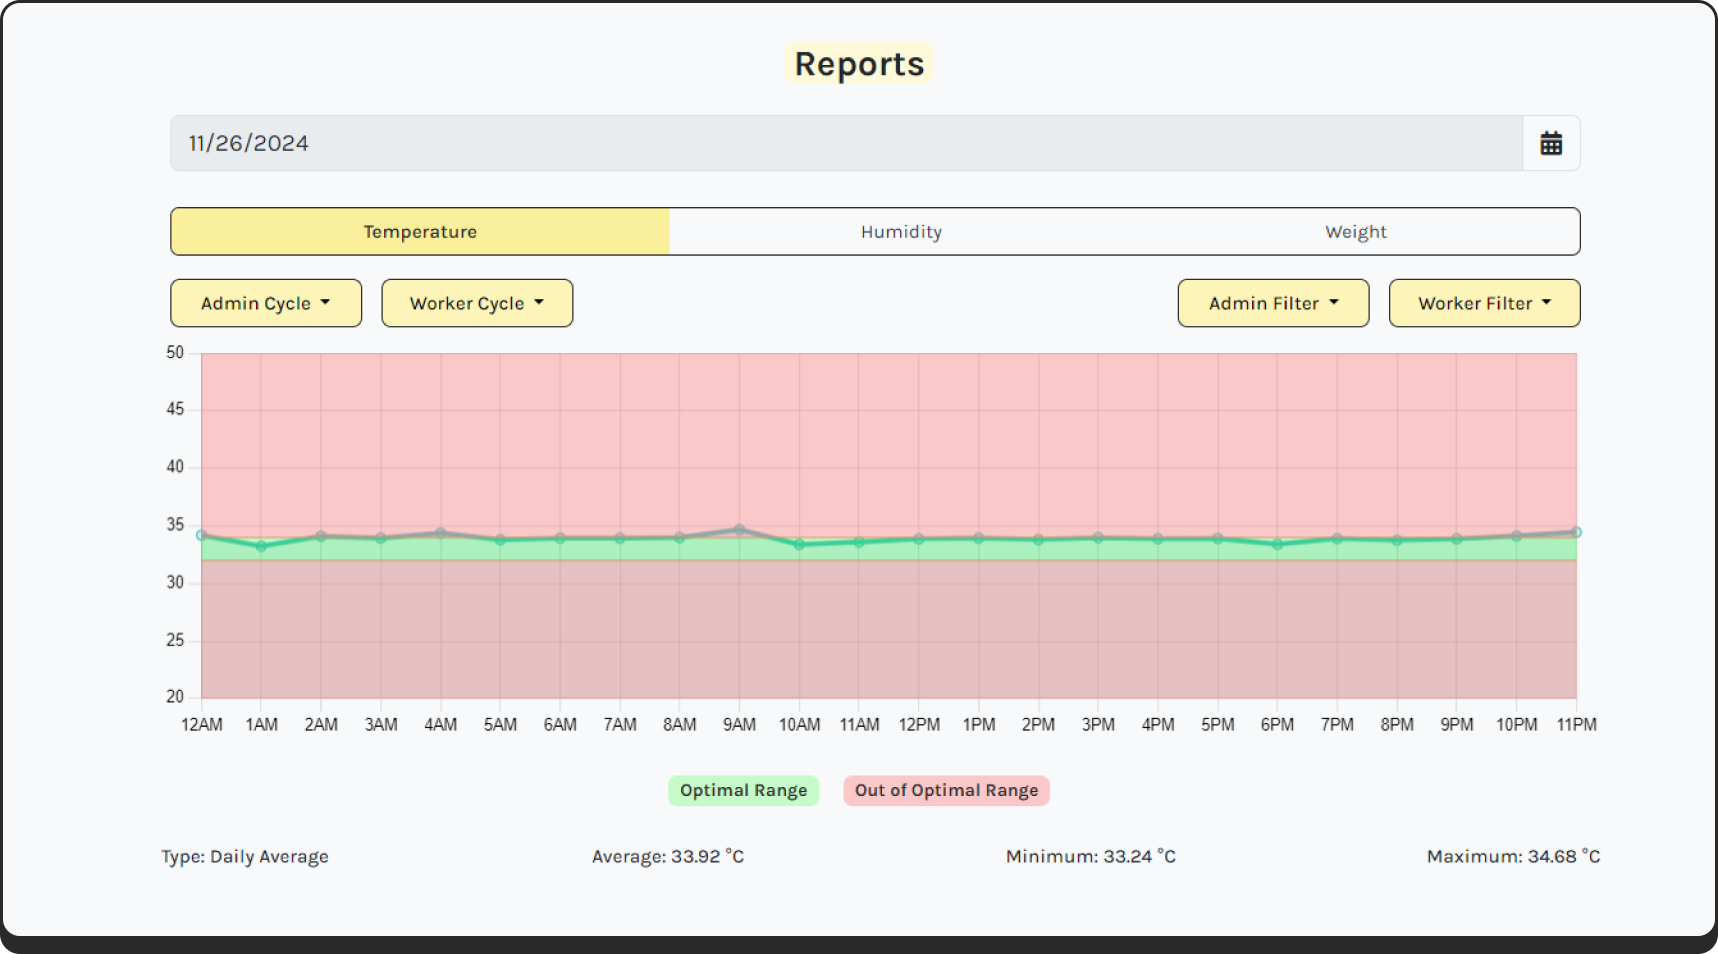 Reports
11/26/2024
Temperature Humidity Weight
Admin Cycle Worker Cycle Admin Filter Worker Filter
50
45
40
35
30
25
20
12AM 1AM 2AM 3AM 4AM 5AM 6AM 7AM 8AM 9AM 10AM 11AM 12PM 1PM 2PM 3PM 4PM 5PM 6PM 7PM 8PM 9PM 10PM 11PM
Optimal Range Out of Optimal Range
Type: Daily Average Average: 33.92 °C Minimum: 33.24 °C Maximum: 34.68 °C